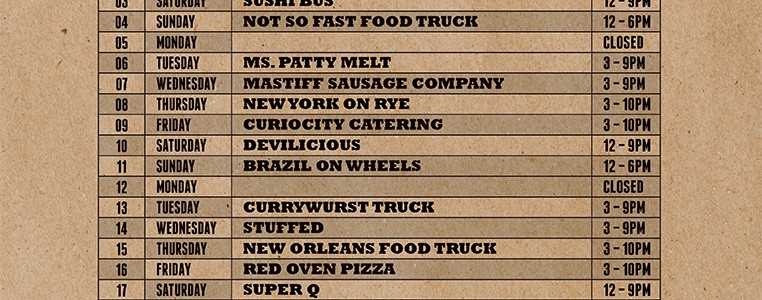 03 SATURDAY SUSHI BUS 12 – 9PM
04 SUNDAY NOT SO FAST FOOD TRUCK 12 – 6PM
05 MONDAY CLOSED
06 TUESDAY MS. PATTY MELT 3 – 9PM
07 WEDNESDAY MASTIFF SAUSAGE COMPANY 3 – 9PM
08 THURSDAY NEW YORK ON RYE 3 – 10PM
09 FRIDAY CURIOCITY CATERING 3 – 10PM
10 SATURDAY DEVILICIOUS 12 – 9PM
11 SUNDAY BRAZIL ON WHEELS 12 – 6PM
12 MONDAY CLOSED
13 TUESDAY CURRYWURST TRUCK 3 – 9PM
14 WEDNESDAY STUFFED 3 – 9PM
15 THURSDAY NEW ORLEANS FOOD TRUCK 3 – 10PM
16 FRIDAY RED OVEN PIZZA 3 – 10PM
17 SATURDAY SUPER Q 12 – 9PM